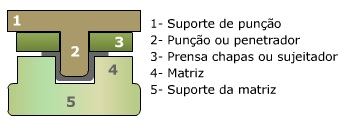 1
2
3
4
5
1- Suporte de punção
2- Punção ou penetrador
3- Prensa chapas ou sujeitador
4- Matriz
5- Suporte da matriz